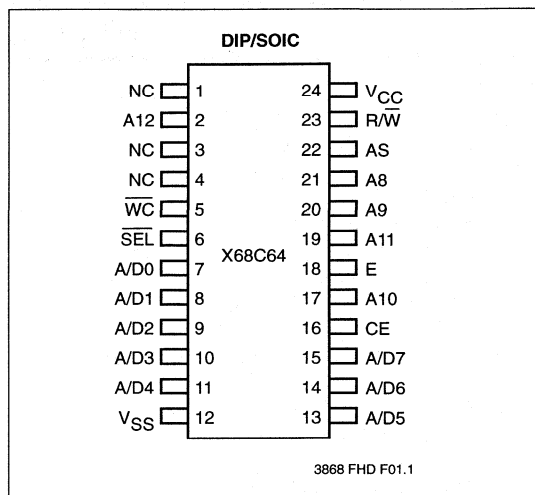 DIP/SOIC
NC 1 24 VCC
A12 2 23 R/W̅
NC 3 22 AS
NC 4 21 A8
W̅C̅ 5 20 A9
S̅E̅L̅ 6 19 A11
X68C64
A/D0 7 18 E
A/D1 8 17 A10
A/D2 9 16 CE
A/D3 10 15 A/D7
A/D4 11 14 A/D6
VSS 12 13 A/D5
3868 FHD F01.1